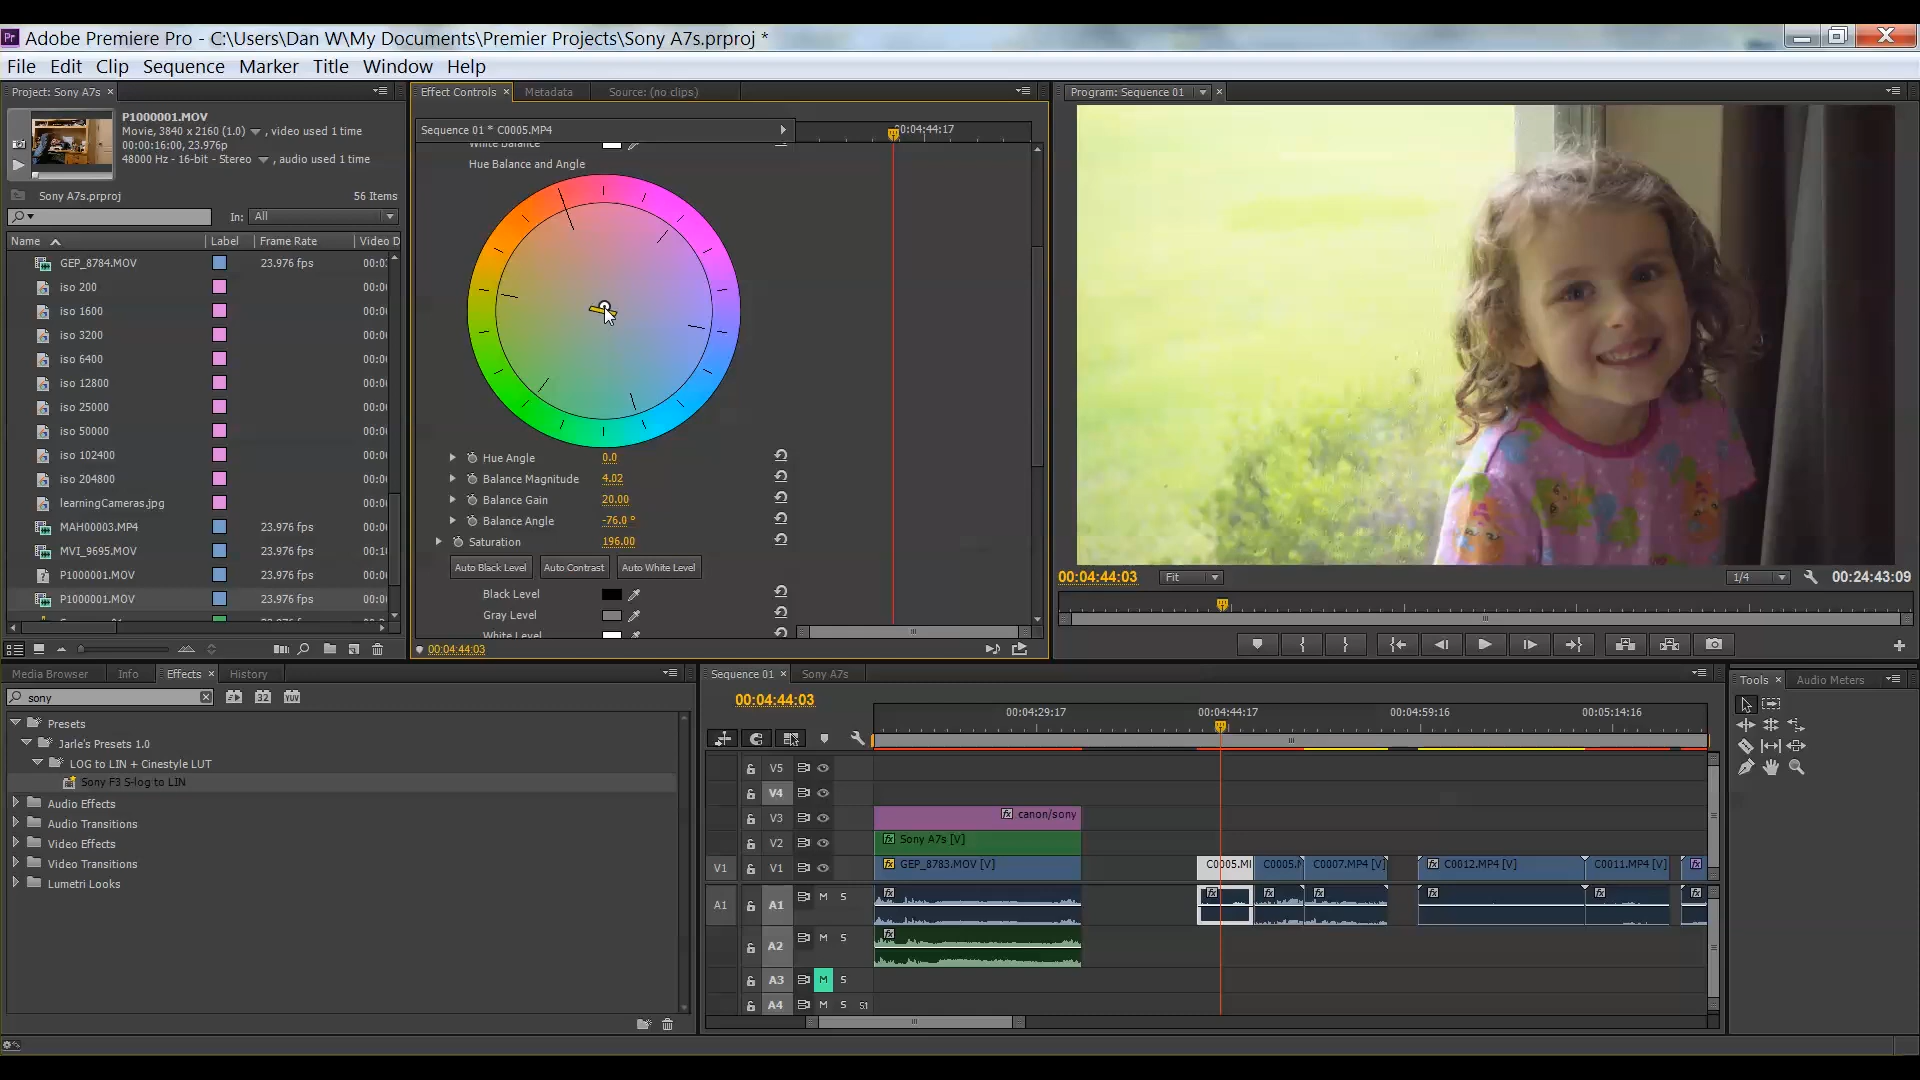 Adobe Premiere Pro - C:\Users\Dan W\My Documents\Premier Projects\Sony A7s.prproj *
File Edit Clip Sequence Marker Title Window Help
Project: Sony A7s
P1000001.MOV
Movie, 3840 x 2160 (1.0) , video used 1 time
00:00:16:00, 23.976p
48000 Hz - 16-bit - Stereo , audio used 1 time
Sony A7s.prproj 56 Items
In: All
Name Label Frame Rate Video D
GEP_8784.MOV 23.976 fps
iso 200
iso 1600
iso 3200
iso 6400
iso 12800
iso 25000
iso 50000
iso 102400
iso 204800
learningCameras.jpg
MAH00003.MP4 23.976 fps
MVI_9695.MOV 23.976 fps
P1000001.MOV 23.976 fps
P1000001.MOV 23.976 fps
Effect Controls Metadata Source: (no clips)
Sequence 01 * C0005.MP4
00:04:44:17
White Balance
Hue Balance and Angle
Hue Angle 0.0
Balance Magnitude 4.02
Balance Gain 20.00
Balance Angle -76.0 °
Saturation 196.00
Auto Black Level Auto Contrast Auto White Level
Black Level
Gray Level
White Level
00:04:44:03
Program: Sequence 01
00:04:44:03 Fit 1/4 00:24:43:09
Media Browser Info Effects History
sony
32 YUV
Presets
Jarle's Presets 1.0
LOG to LIN + Cinestyle LUT
Sony F3 S-log to LIN
Audio Effects
Audio Transitions
Video Effects
Video Transitions
Lumetri Looks
Sequence 01 Sony A7s
00:04:44:03
00:04:29:17 00:04:44:17 00:04:59:16 00:05:14:16
V5
V4
V3 canon/sony
V2 Sony A7s [V]
V1 V1 GEP_8783.MOV [V] C0005.MI C0005.M C0007.MP4 [V] C0012.MP4 [V] C0011.MP4 [V]
A1 A1 M S
A2 M S
A3 M S
A4 M S S1
Tools Audio Meters